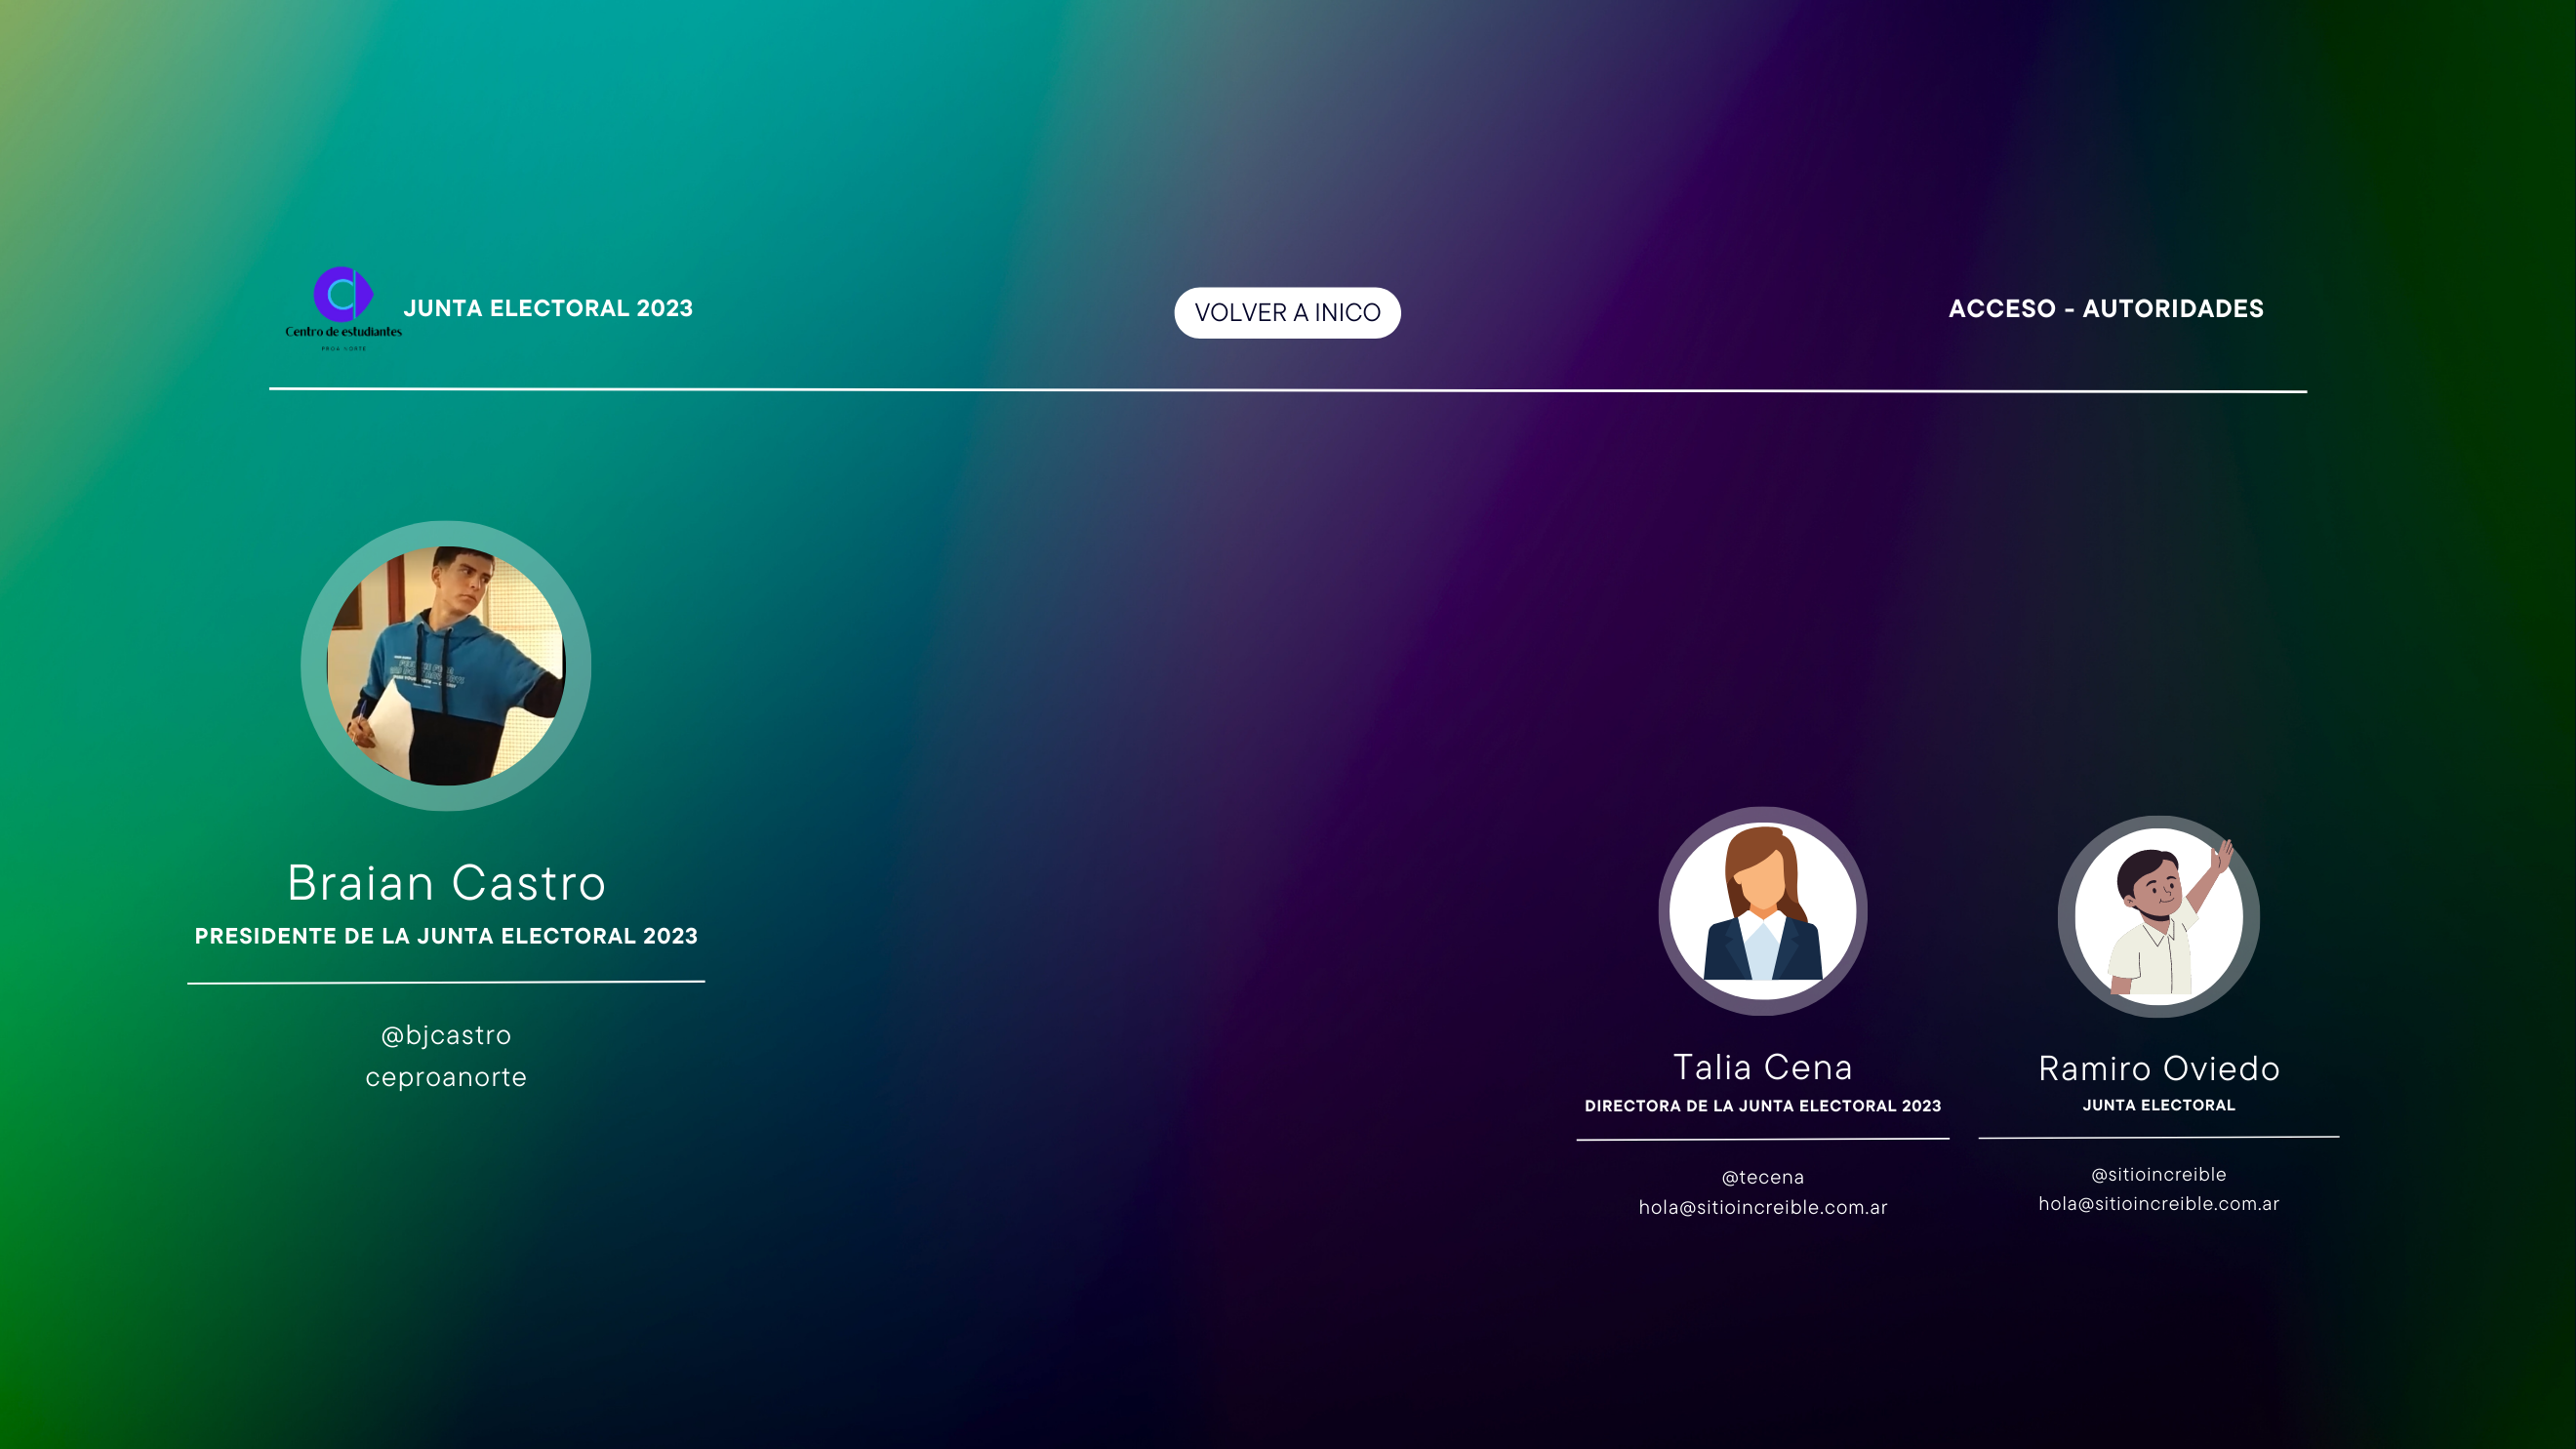 Centro de estudiantes
PROA NORTE
JUNTA ELECTORAL 2023
VOLVER A INICO
ACCESO - AUTORIDADES
Braian Castro
PRESIDENTE DE LA JUNTA ELECTORAL 2023
@bjcastro
ceproanorte
Talia Cena
DIRECTORA DE LA JUNTA ELECTORAL 2023
@tecena
hola@sitioincreible.com.ar
Ramiro Oviedo
JUNTA ELECTORAL
@sitioincreible
hola@sitioincreible.com.ar